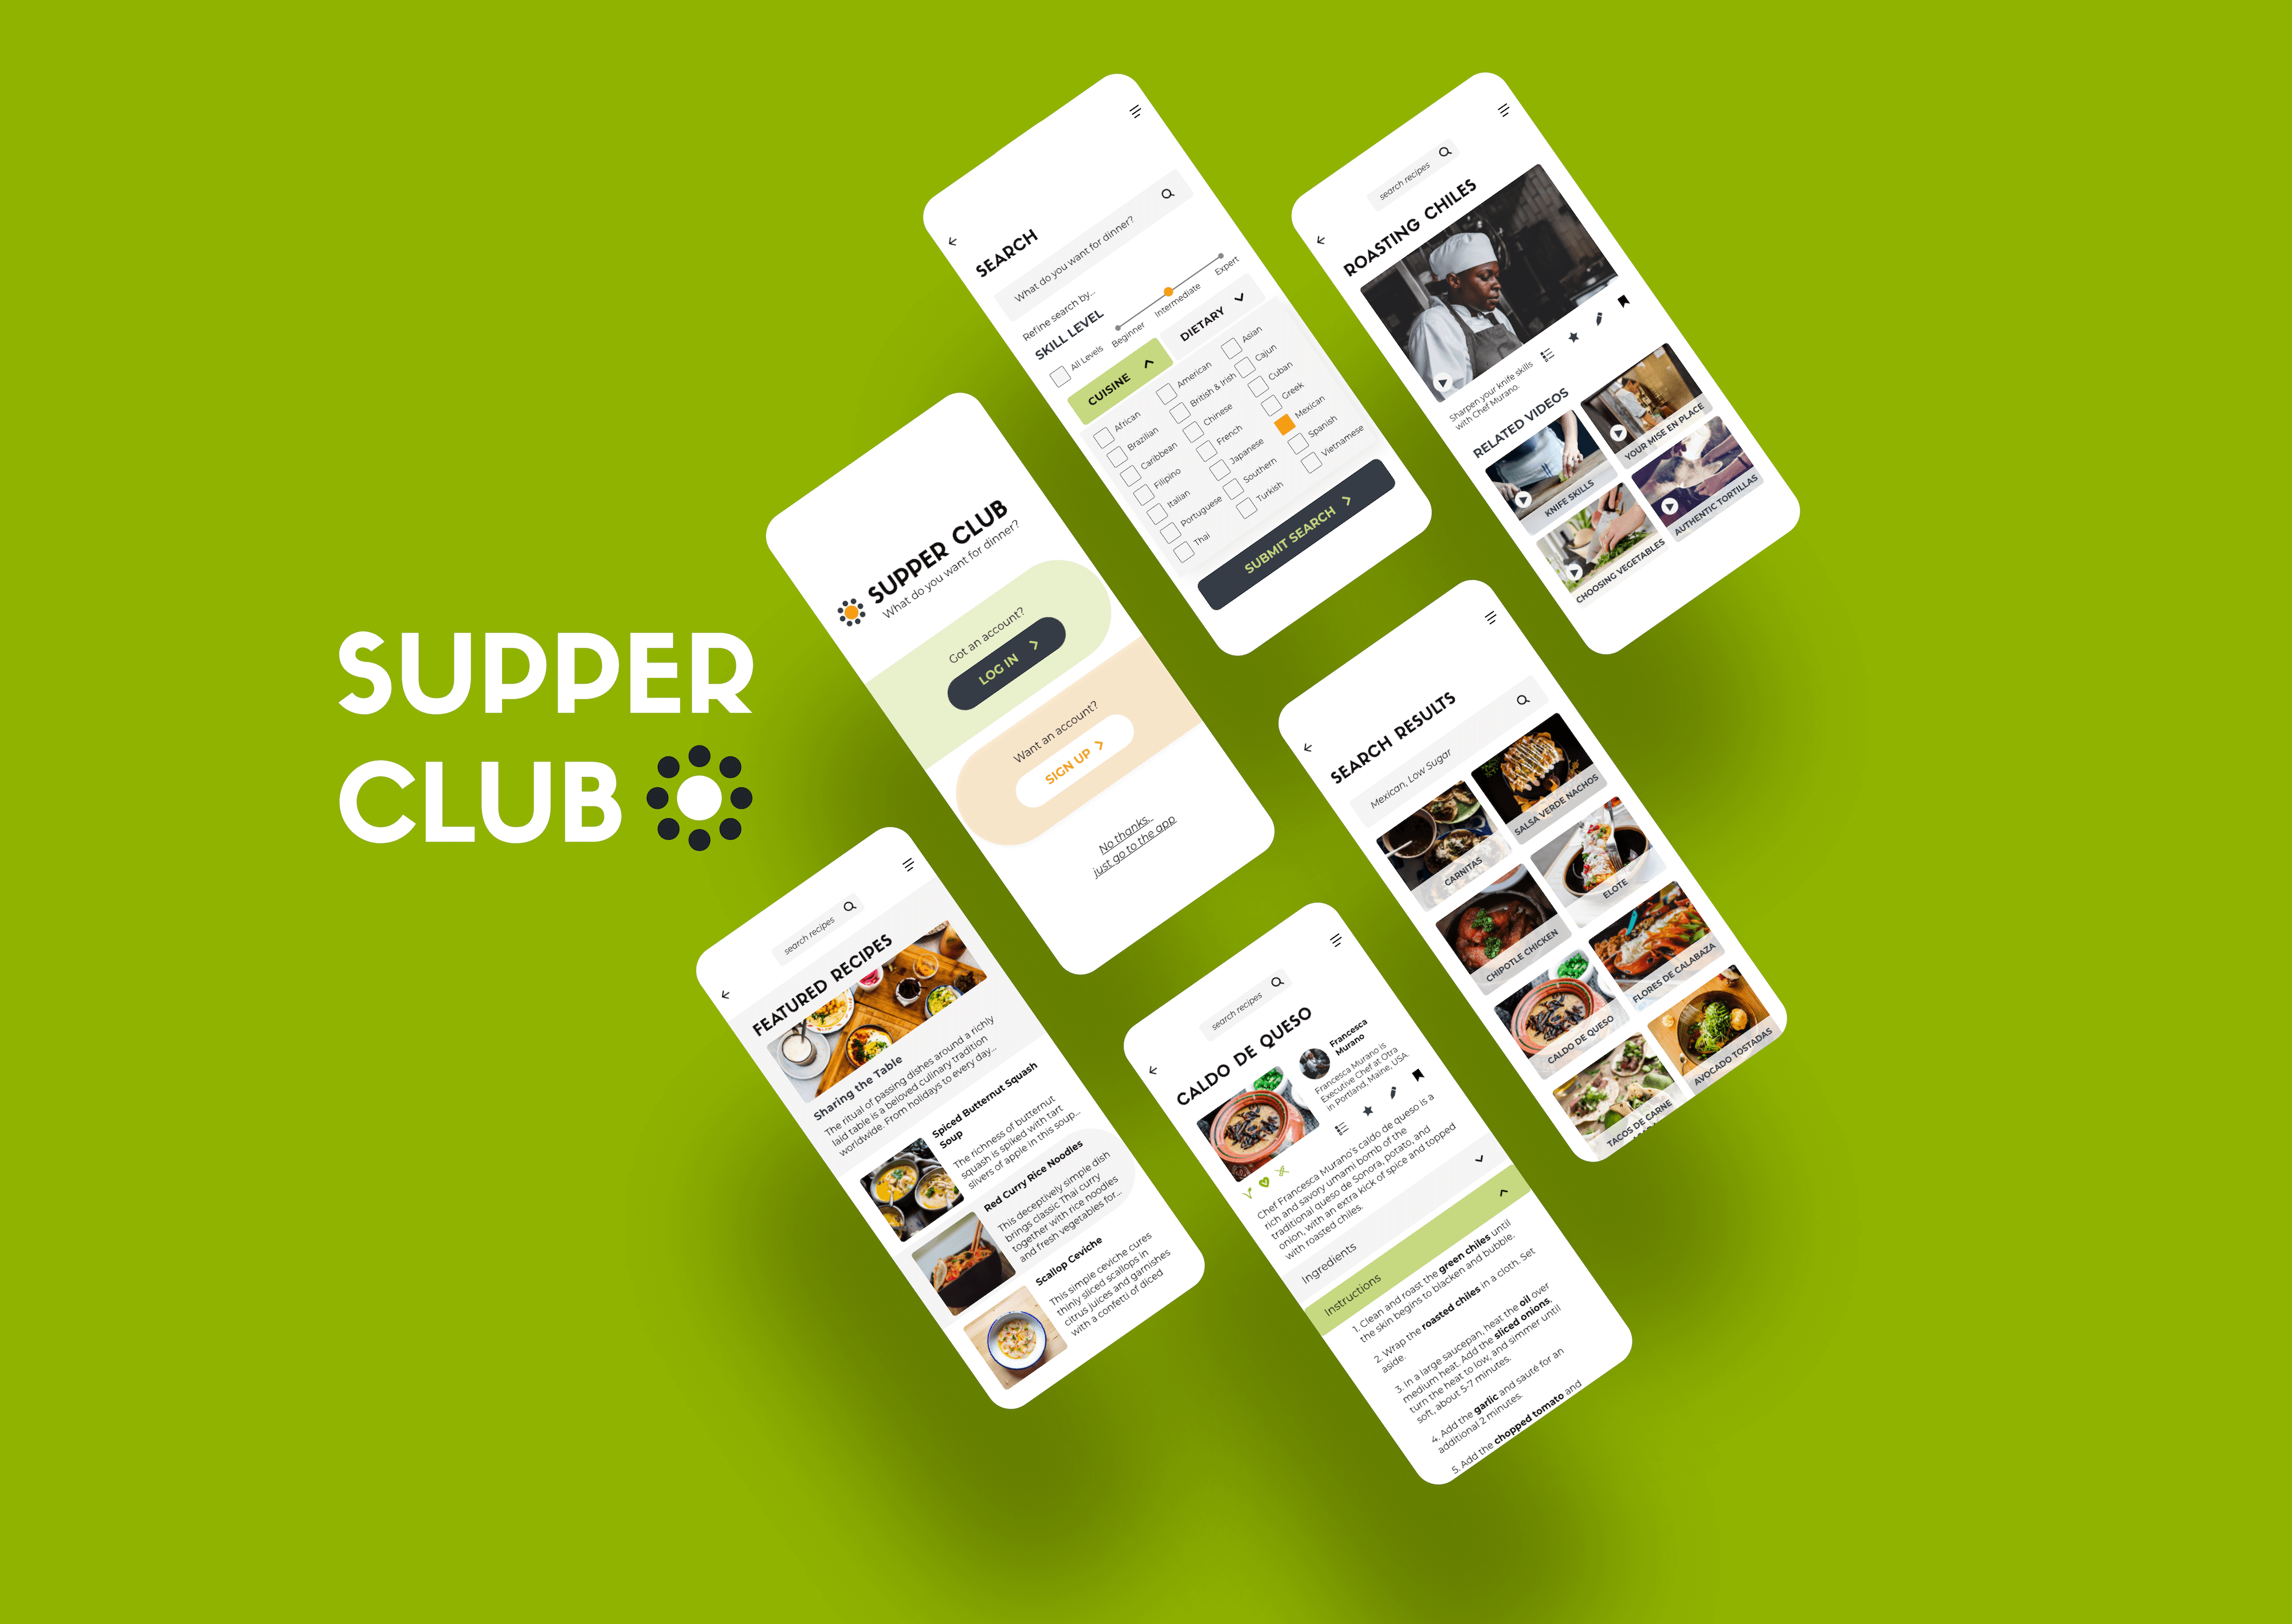 SUPPER
CLUB
SUPPER CLUB
What do you want for dinner?
Got an account?
LOG IN
Want an account?
SIGN UP
No thanks,
just go to the app
SEARCH
What do you want for dinner?
Refine search by...
SKILL LEVEL
All Levels
Beginner
Intermediate
Expert
CUISINE
DIETARY
African
American
Asian
Brazilian
British & Irish
Cajun
Caribbean
Chinese
Cuban
Filipino
French
Greek
Italian
Japanese
Mexican
Portuguese
Southern
Spanish
Thai
Turkish
Vietnamese
SUBMIT SEARCH
search recipes
ROASTING CHILES
Sharpen your knife skills
with Chef Murano.
RELATED VIDEOS
KNIFE SKILLS
YOUR MISE EN PLACE
CHOOSING VEGETABLES
AUTHENTIC TORTILLAS
search recipes
FEATURED RECIPES
Sharing the Table
The ritual of passing dishes around a richly
laid table is a beloved culinary tradition
worldwide. From holidays to every day...
Spiced Butternut Squash
Soup
The richness of butternut
squash is spiked with tart
slivers of apple in this soup...
Red Curry Rice Noodles
This deceptively simple dish
brings classic Thai curry
together with rice noodles
and fresh vegetables for...
Scallop Ceviche
This simple ceviche cures
thinly sliced scallops in
citrus juices and garnishes
with a confetti of diced
search recipes
CALDO DE QUESO
Francesca
Murano
Francesca Murano is
Executive Chef at Otra
in Portland, Maine, USA.
Chef Francesca Murano's caldo de queso is a
rich and savory umami bomb of the
traditional queso de Sonora, potato, and
onion, with an extra kick of spice and topped
with roasted chiles.
Ingredients
Instructions
1. Clean and roast the green chiles until
the skin begins to blacken and bubble.
2. Wrap the roasted chiles in a cloth. Set
aside.
3. In a large saucepan, heat the oil over
medium heat. Add the sliced onions,
turn the heat to low, and simmer until
soft, about 5-7 minutes.
4. Add the garlic and sauté for an
additional 2 minutes.
5. Add the chopped tomato and
SEARCH RESULTS
Mexican, Low Sugar
CARNITAS
SALSA VERDE NACHOS
CHIPOTLE CHICKEN
ELOTE
CALDO DE QUESO
FLORES DE CALABAZA
TACOS DE CARNE
AVOCADO TOSTADAS